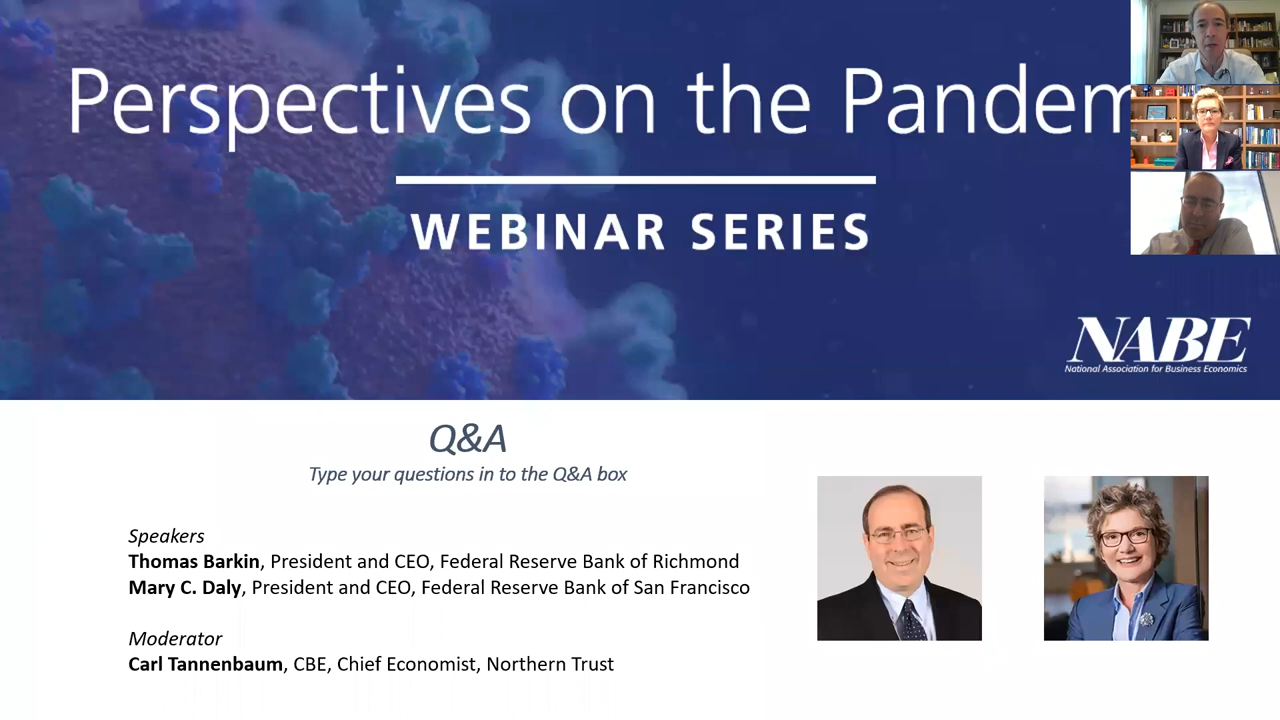 Perspectives on the Pandem
WEBINAR SERIES
NABE
National Association for Business Economics
Q&A
Type your questions in to the Q&A box
Speakers
Thomas Barkin, President and CEO, Federal Reserve Bank of Richmond
Mary C. Daly, President and CEO, Federal Reserve Bank of San Francisco
Moderator
Carl Tannenbaum, CBE, Chief Economist, Northern Trust